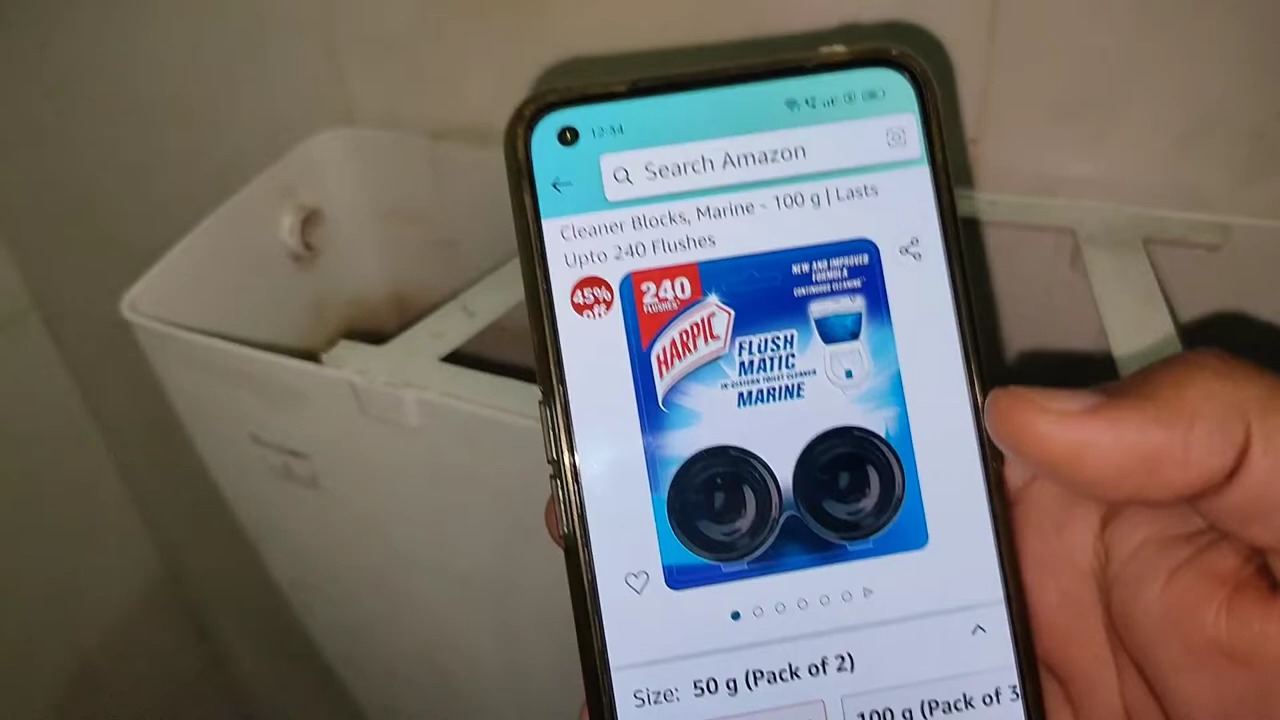 12:34
Search Amazon
Cleaner Blocks, Marine - 100 g | Lasts
Upto 240 Flushes
45%
off
240
FLUSHES*
NEW AND IMPROVED
FORMULA
CONTINUOUS CLEANING**
HARPIC
FLUSH
MATIC
IN-CISTERN TOILET CLEANER
MARINE
Size: 50 g (Pack of 2)
100 g (Pack of 3